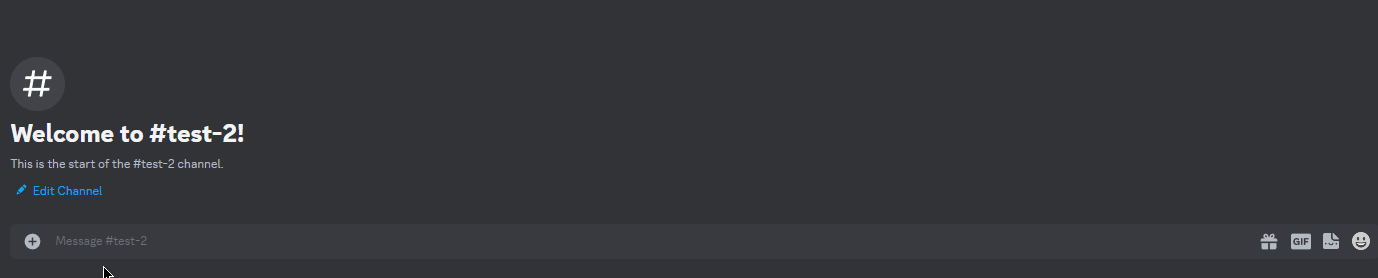 #
Welcome to #test-2!
This is the start of the #test-2 channel.
Edit Channel
Message #test-2
GIF